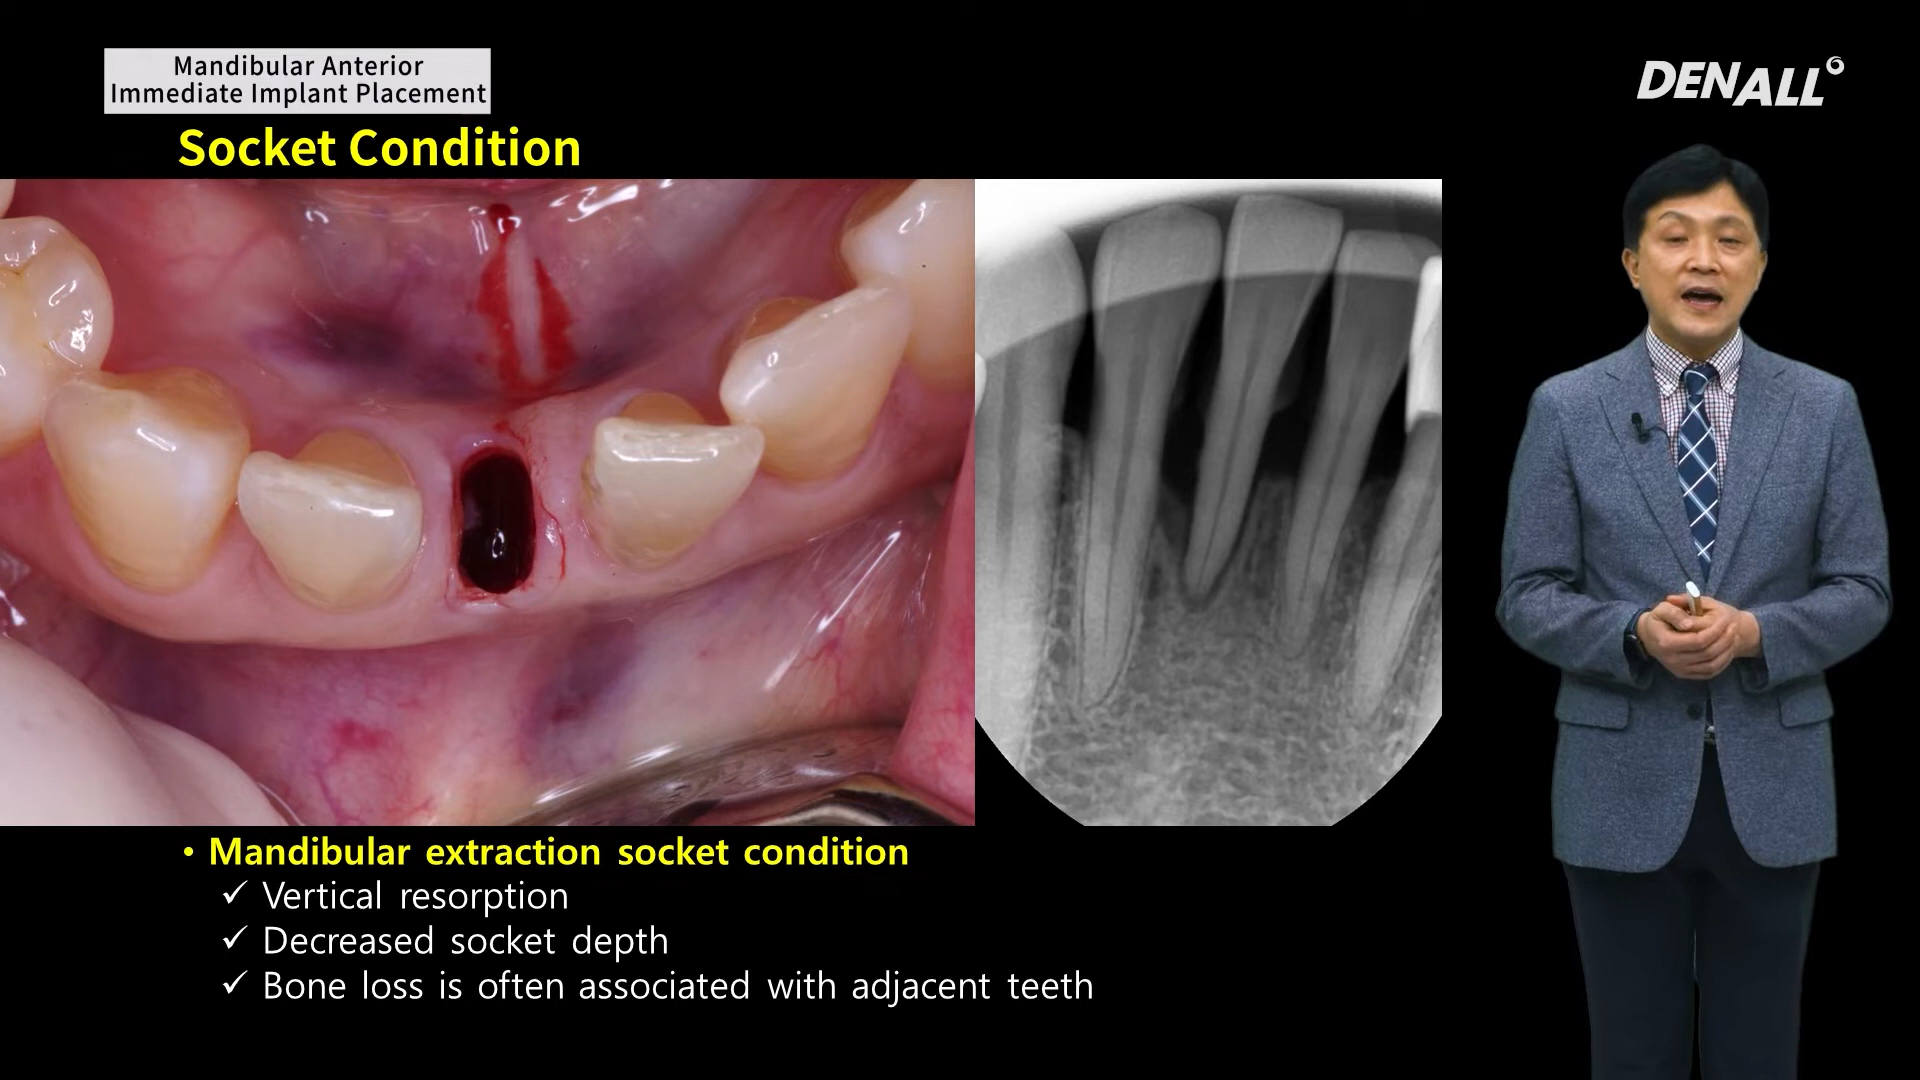 Mandibular Anterior
Immediate Implant Placement
DENALL
Socket Condition
• Mandibular extraction socket condition
✓ Vertical resorption
✓ Decreased socket depth
✓ Bone loss is often associated with adjacent teeth